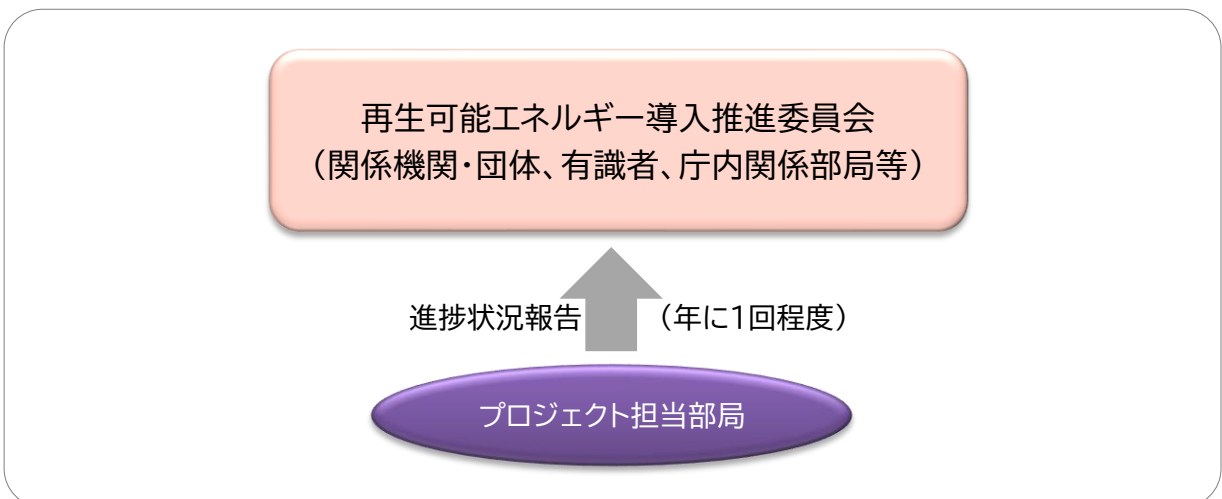 再生可能エネルギー導入推進委員会
（関係機関・団体、有識者、庁内関係部局等）
進捗状況報告　（年に1回程度）
プロジェクト担当部局